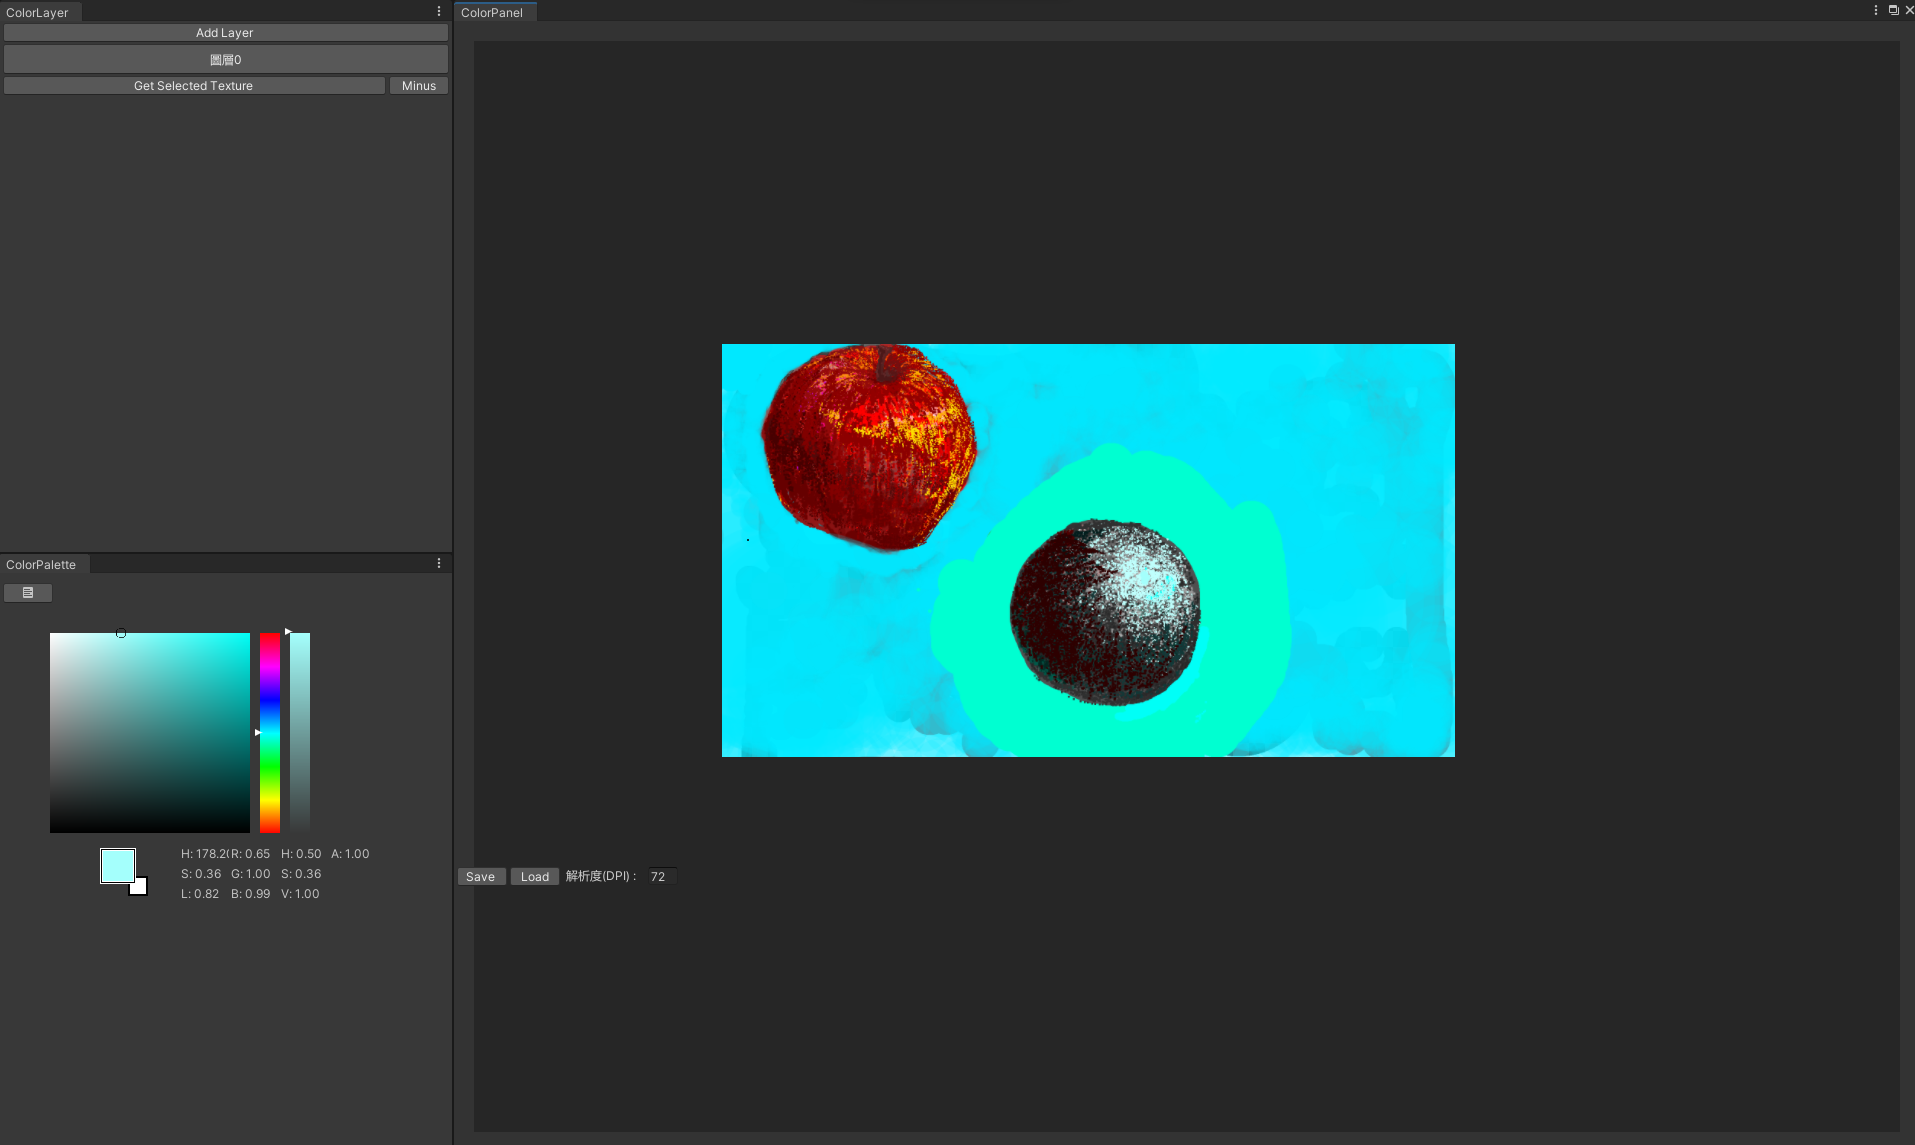 ColorLayer
Add Layer
圖層0
Get Selected Texture Minus
ColorPalette
H: 178.2( R: 0.65 H: 0.50 A: 1.00
S: 0.36 G: 1.00 S: 0.36
L: 0.82 B: 0.99 V: 1.00
ColorPanel
Save Load 解析度(DPI) : 72